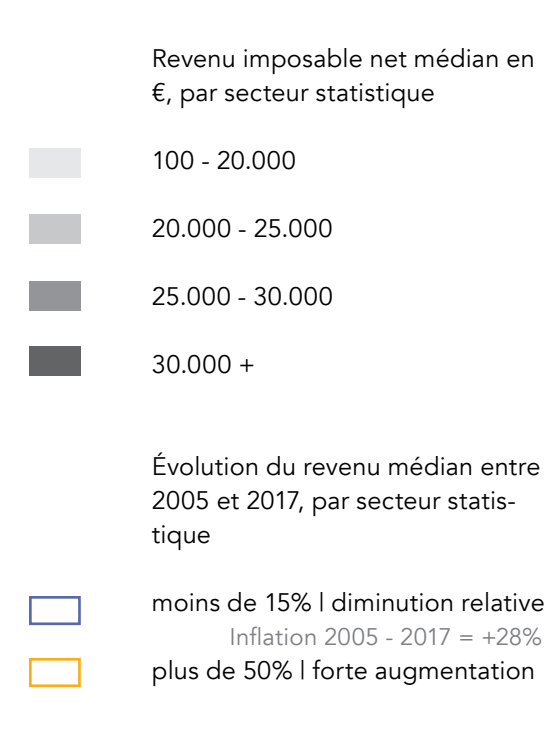 Revenu imposable net médian en
€, par secteur statistique
100 - 20.000
20.000 - 25.000
25.000 - 30.000
30.000 +
Évolution du revenu médian entre
2005 et 2017, par secteur statis-
tique
moins de 15% | diminution relative
Inflation 2005 - 2017 = +28%
plus de 50% | forte augmentation